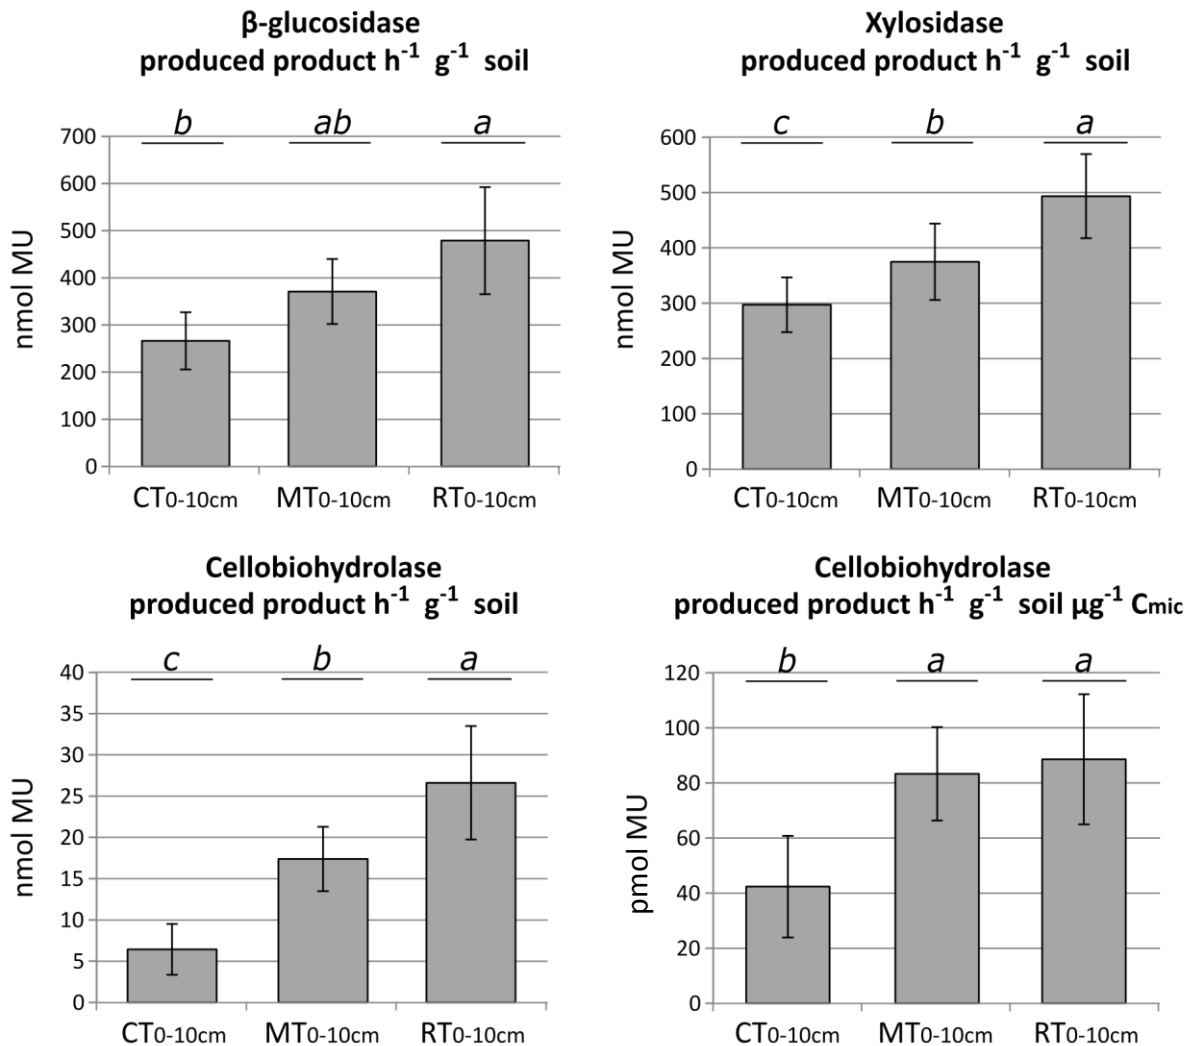 β-glucosidase
produced product h⁻¹ g⁻¹ soil
b ab a
700
600
500
400
300
200
100
0
nmol MU
CT0-10cm MT0-10cm RT0-10cm
Xylosidase
produced product h⁻¹ g⁻¹ soil
c b a
600
500
400
300
200
100
0
nmol MU
CT0-10cm MT0-10cm RT0-10cm
Cellobiohydrolase
produced product h⁻¹ g⁻¹ soil
c b a
40
35
30
25
20
15
10
5
0
nmol MU
CT0-10cm MT0-10cm RT0-10cm
Cellobiohydrolase
produced product h⁻¹ g⁻¹ soil µg⁻¹ Cmic
b a a
120
100
80
60
40
20
0
pmol MU
CT0-10cm MT0-10cm RT0-10cm